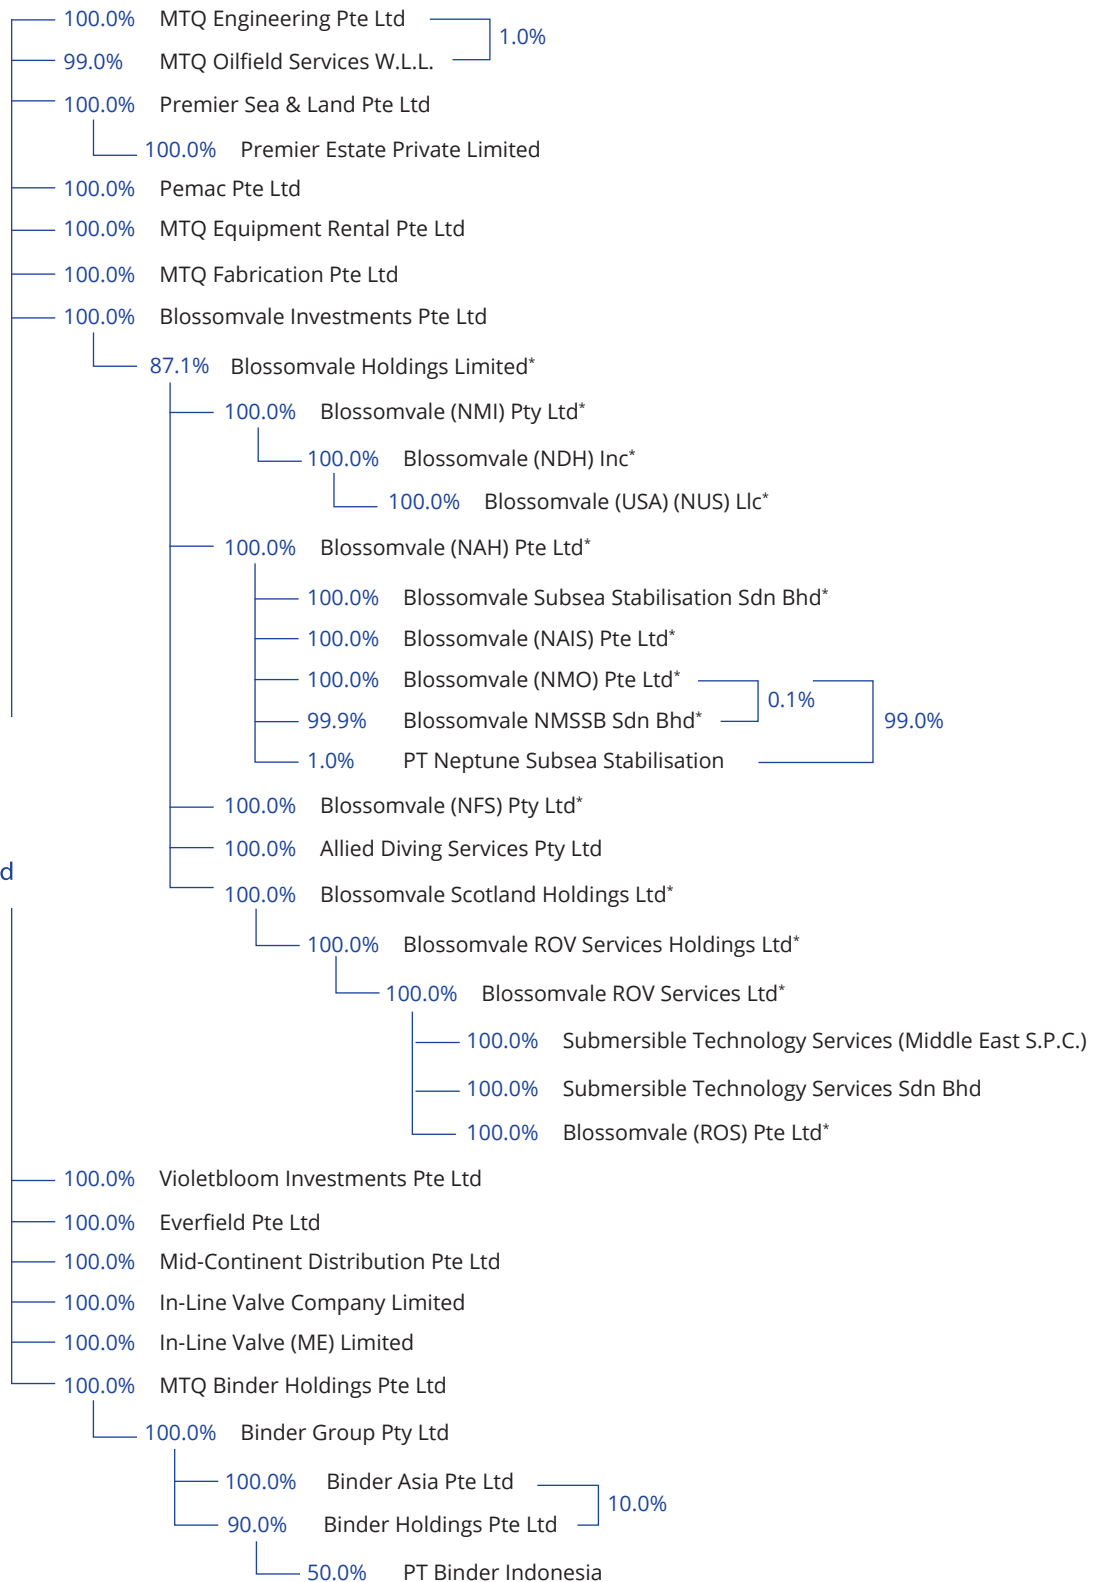 100.0% MTQ Engineering Pte Ltd
1.0%
99.0% MTQ Oilfield Services W.L.L.
100.0% Premier Sea & Land Pte Ltd
100.0% Premier Estate Private Limited
100.0% Pemac Pte Ltd
100.0% MTQ Equipment Rental Pte Ltd
100.0% MTQ Fabrication Pte Ltd
100.0% Blossomvale Investments Pte Ltd
87.1% Blossomvale Holdings Limited*
100.0% Blossomvale (NMI) Pty Ltd*
100.0% Blossomvale (NDH) Inc*
100.0% Blossomvale (USA) (NUS) Llc*
100.0% Blossomvale (NAH) Pte Ltd*
100.0% Blossomvale Subsea Stabilisation Sdn Bhd*
100.0% Blossomvale (NAIS) Pte Ltd*
100.0% Blossomvale (NMO) Pte Ltd*
0.1%
99.9% Blossomvale NMSSB Sdn Bhd*
99.0%
1.0% PT Neptune Subsea Stabilisation
100.0% Blossomvale (NFS) Pty Ltd*
100.0% Allied Diving Services Pty Ltd
d
100.0% Blossomvale Scotland Holdings Ltd*
100.0% Blossomvale ROV Services Holdings Ltd*
100.0% Blossomvale ROV Services Ltd*
100.0% Submersible Technology Services (Middle East S.P.C.)
100.0% Submersible Technology Services Sdn Bhd
100.0% Blossomvale (ROS) Pte Ltd*
100.0% Violetbloom Investments Pte Ltd
100.0% Everfield Pte Ltd
100.0% Mid-Continent Distribution Pte Ltd
100.0% In-Line Valve Company Limited
100.0% In-Line Valve (ME) Limited
100.0% MTQ Binder Holdings Pte Ltd
100.0% Binder Group Pty Ltd
100.0% Binder Asia Pte Ltd
10.0%
90.0% Binder Holdings Pte Ltd
50.0% PT Binder Indonesia